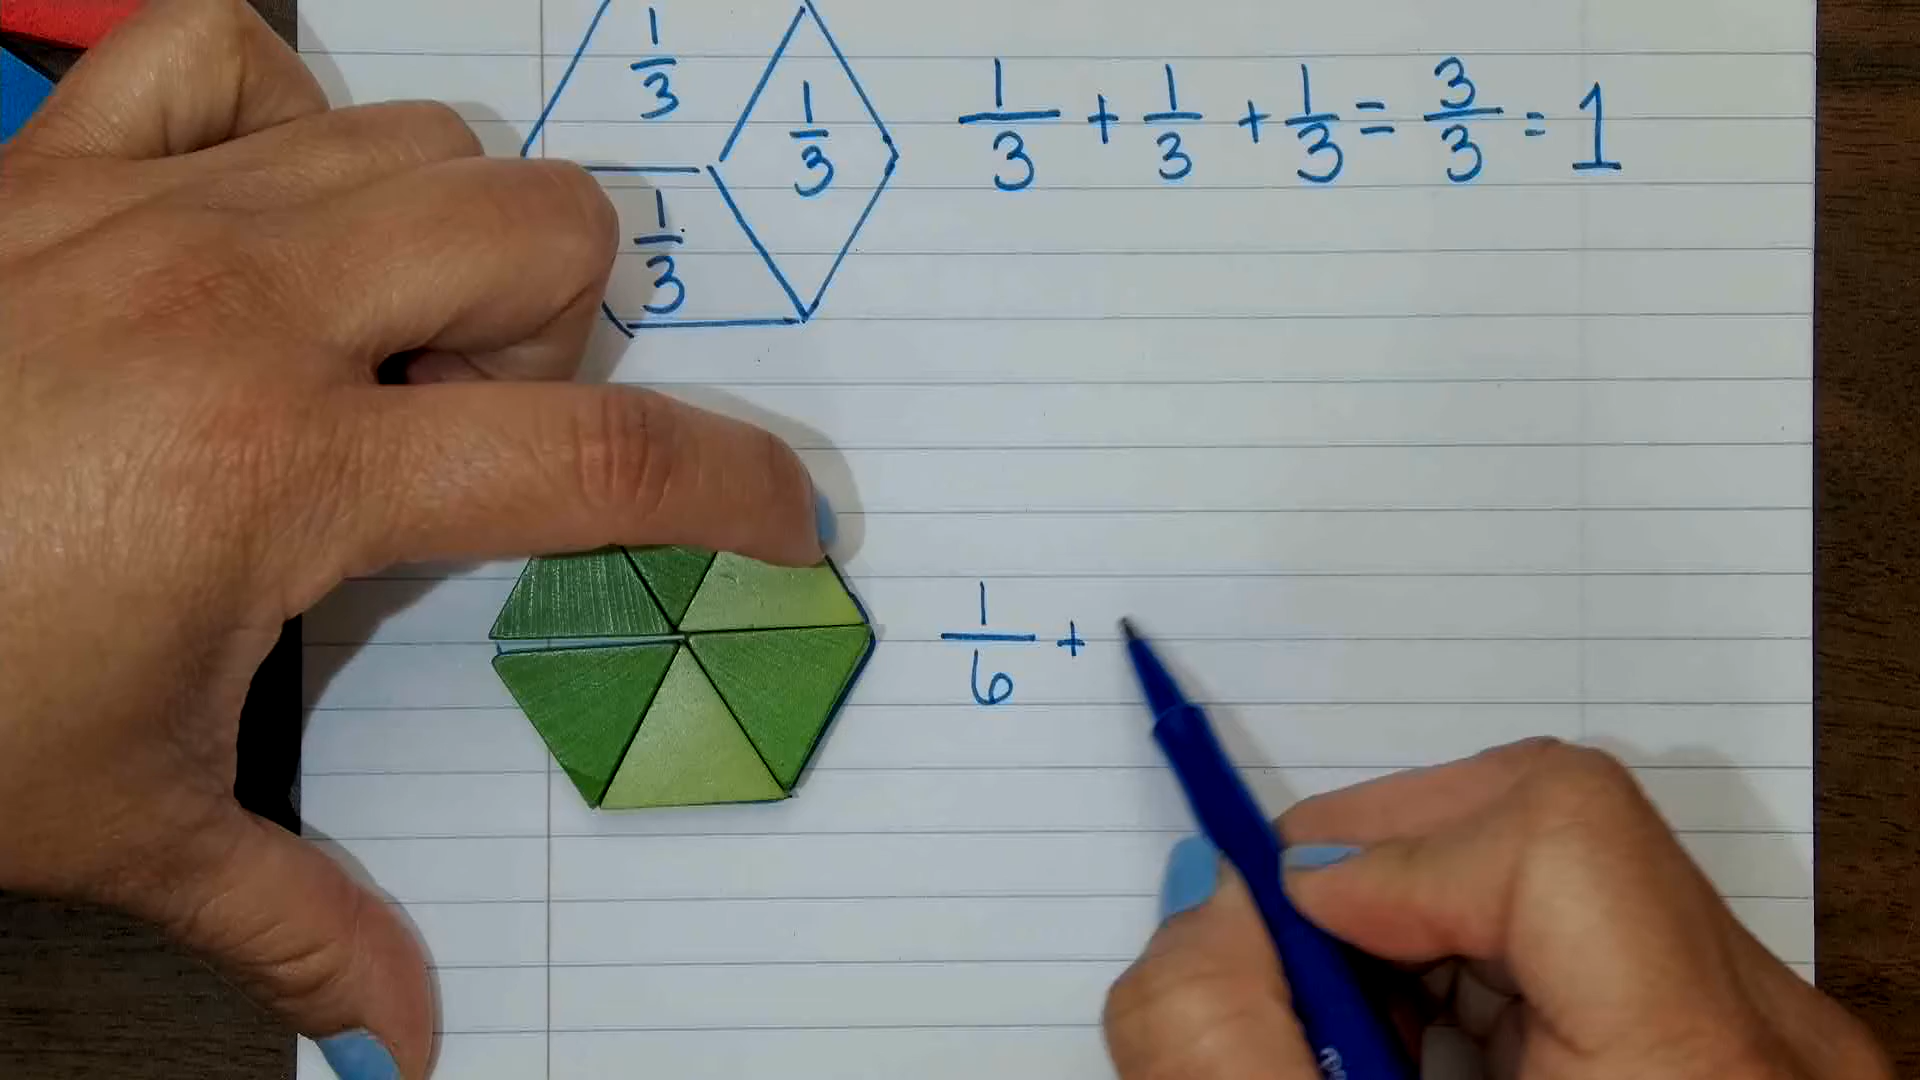 1/3
1/3
1/3
1/3 + 1/3 + 1/3 = 3/3 = 1
1/6 +